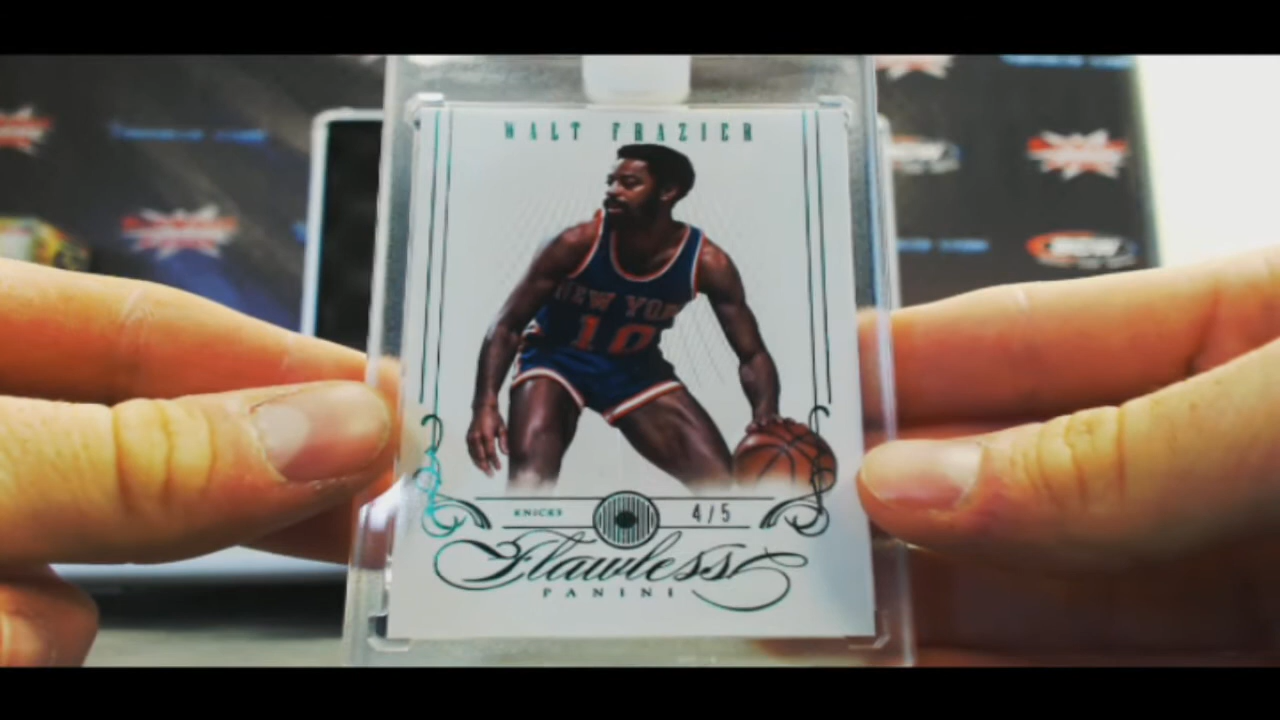 WALT FRAZIER
NEW YORK
10
KNICKS 4/5
Flawless
PANINI